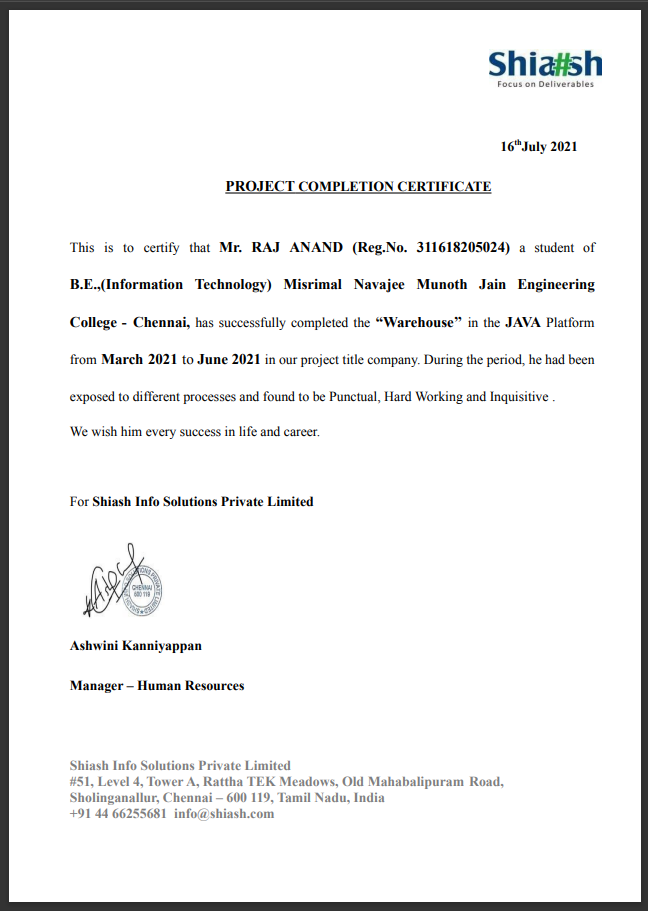 Shia#sh
Focus on Deliverables
16thJuly 2021
PROJECT COMPLETION CERTIFICATE
This is to certify that Mr. RAJ ANAND (Reg.No. 311618205024) a student of
B.E.,(Information Technology) Misrimal Navajee Munoth Jain Engineering
College - Chennai, has successfully completed the “Warehouse” in the JAVA Platform
from March 2021 to June 2021 in our project title company. During the period, he had been
exposed to different processes and found to be Punctual, Hard Working and Inquisitive .
We wish him every success in life and career.
For Shiash Info Solutions Private Limited
CHENNAI
600 119
Ashwini Kanniyappan
Manager – Human Resources
Shiash Info Solutions Private Limited
#51, Level 4, Tower A, Rattha TEK Meadows, Old Mahabalipuram Road,
Sholinganallur, Chennai – 600 119, Tamil Nadu, India
+91 44 66255681 info@shiash.com